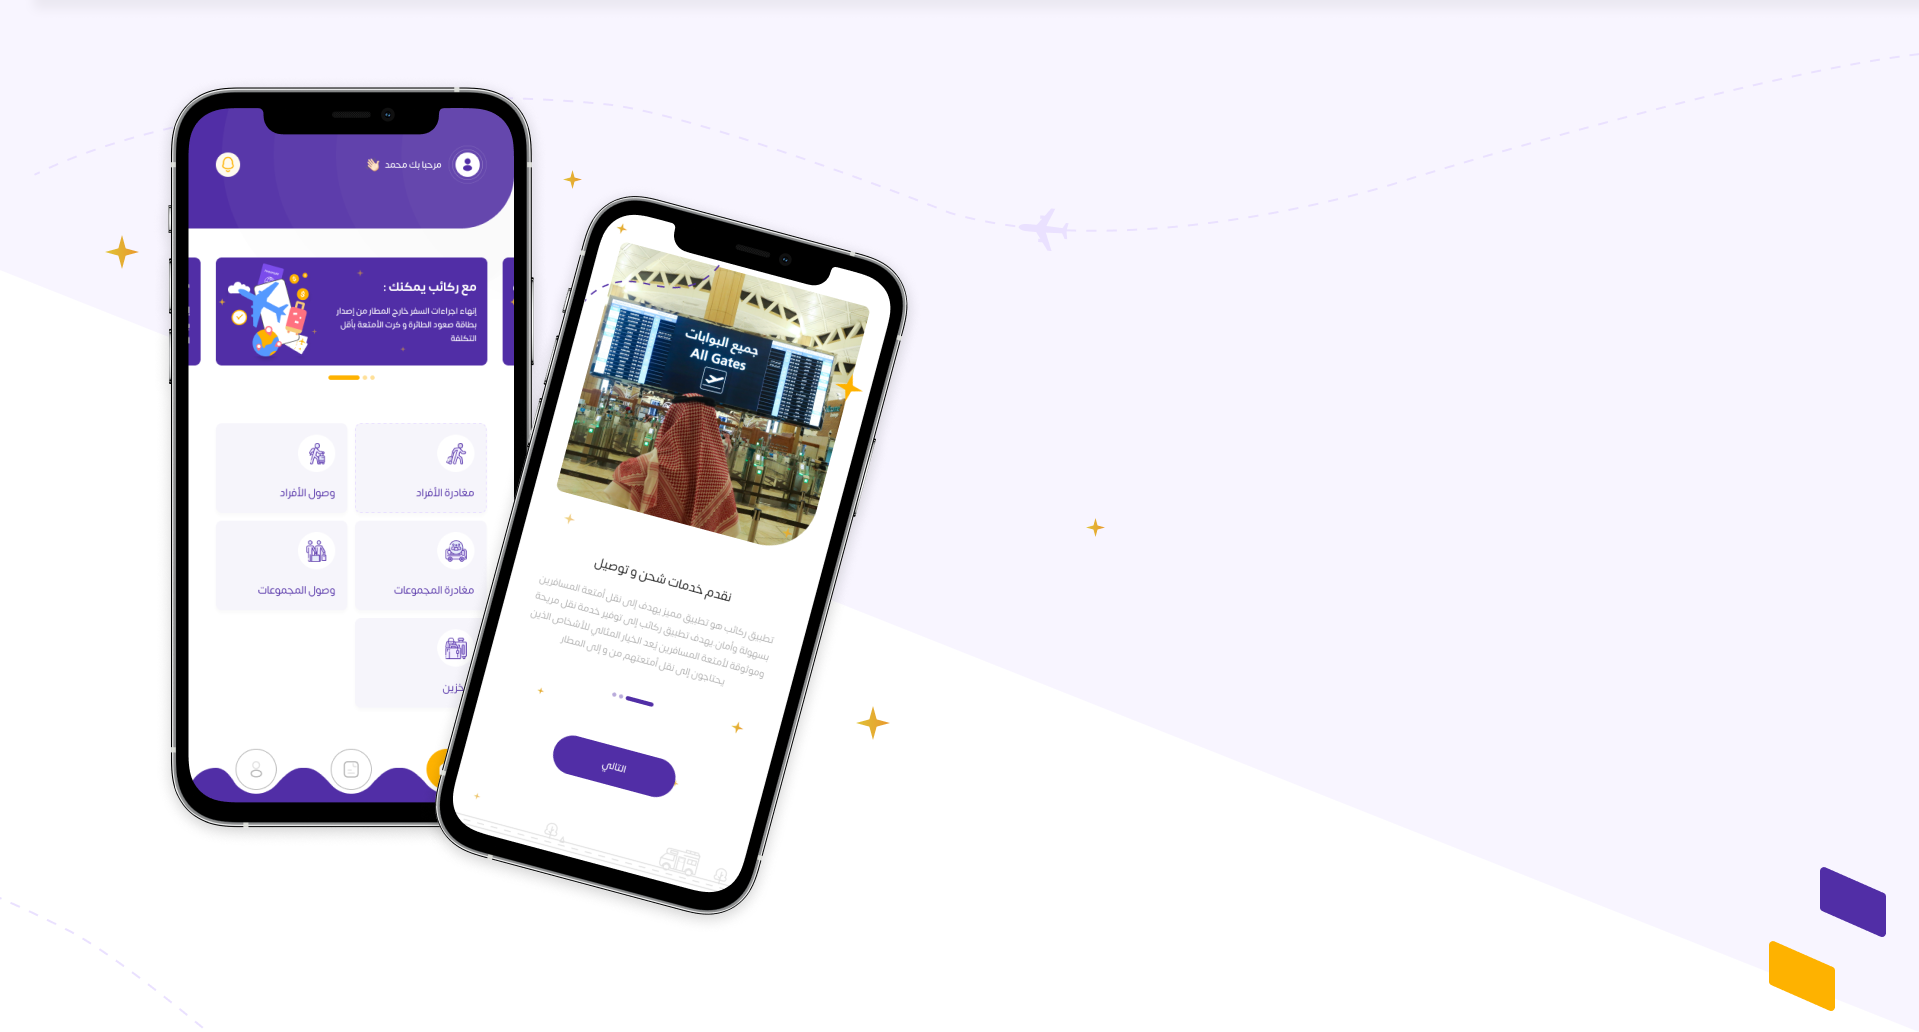 مرحبا بك محمد
مع ركائب يمكنك :
إنهاء اجراءات السفر خارج المطار من إصدار
بطاقة صعود الطائرة و كرت الأمتعة بأقل
التكلفة
مغادرة الأفراد
وصول الأفراد
مغادرة المجموعات
وصول المجموعات
جميع البوابات
All Gates
نقدم خدمات شحن و توصيل
تطبيق ركائب هو تطبيق مميز يهدف إلى نقل أمتعة المسافرين
بسهولة وأمان يهدف تطبيق ركائب إلى توفير خدمة نقل مريحة
وموثوقة لأمتعة المسافرين يُعد الخيار المثالي للأشخاص الذين
يحتاجون إلى نقل أمتعتهم من و إلى المطار
التالي